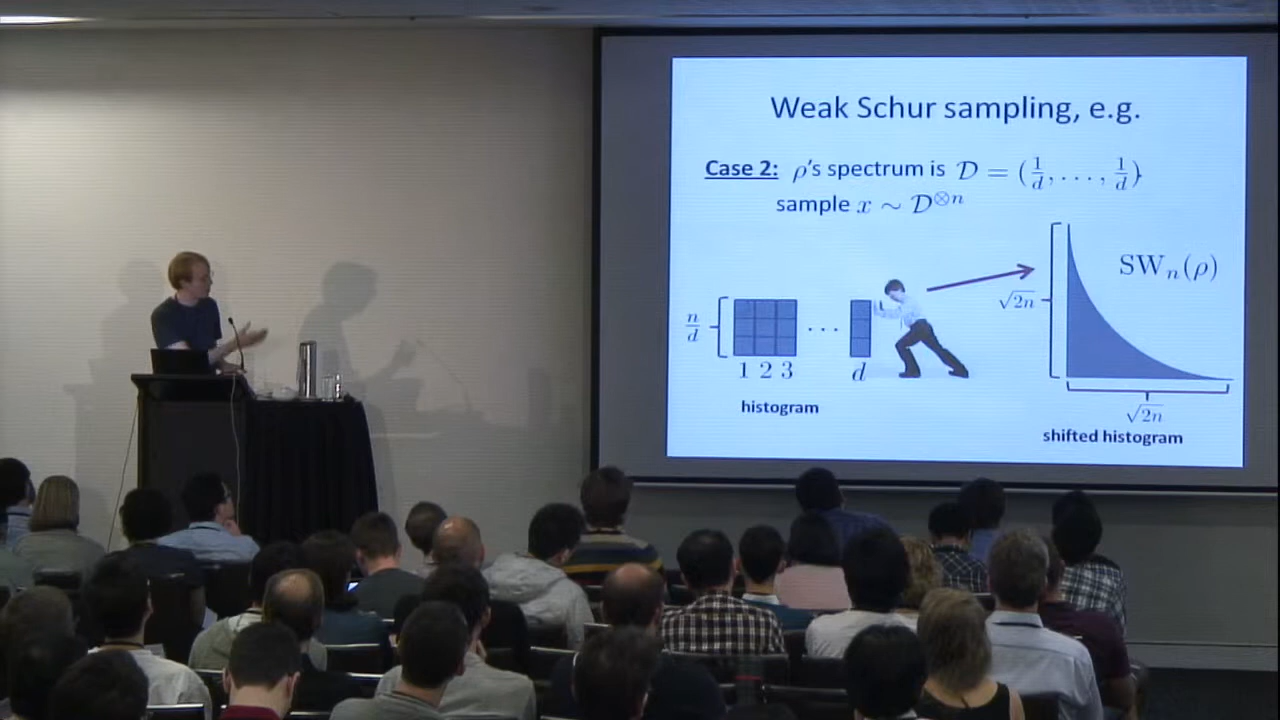 Weak Schur sampling, e.g.
Case 2: ρ's spectrum is 𝒟 = (1/d, . . . , 1/d)
sample x ∼ 𝒟^⊗n
SW_n(ρ)
√2n
n/d
. . .
1 2 3
d
√2n
histogram
shifted histogram